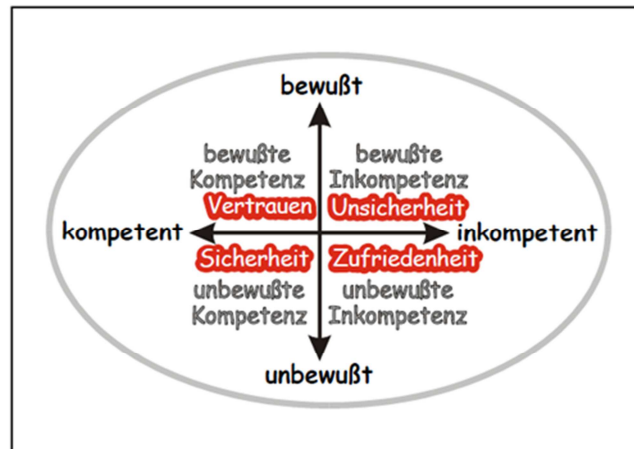 bewußt
bewußte
Kompetenz
Vertrauen
bewußte
Inkompetenz
Unsicherheit
kompetent
inkompetent
Sicherheit
unbewußte
Kompetenz
Zufriedenheit
unbewußte
Inkompetenz
unbewußt